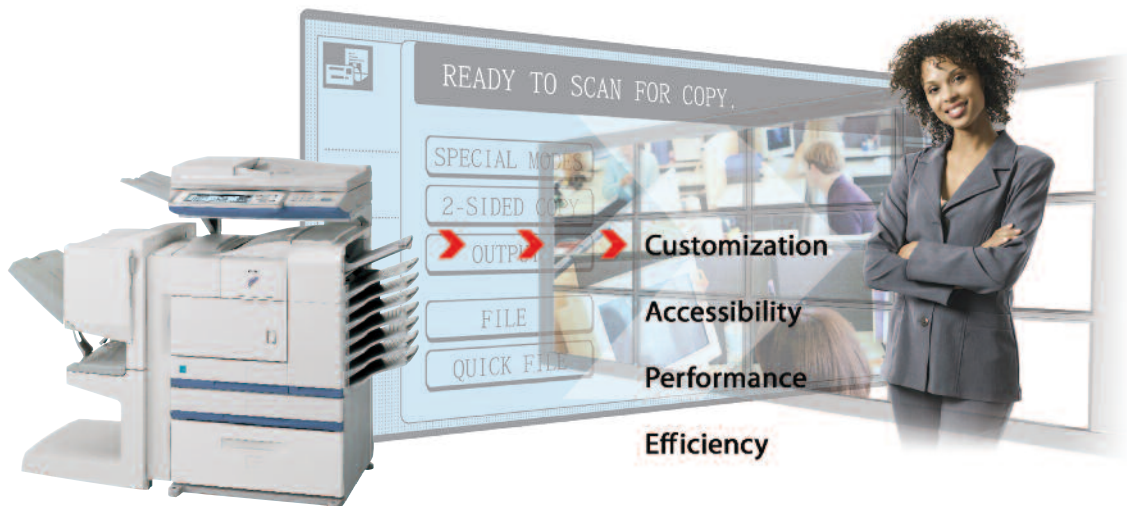 READY TO SCAN FOR COPY.
SPECIAL MODES
2-SIDED COPY
OUTPUT
FILE
QUICK FILE
Customization
Accessibility
Performance
Efficiency